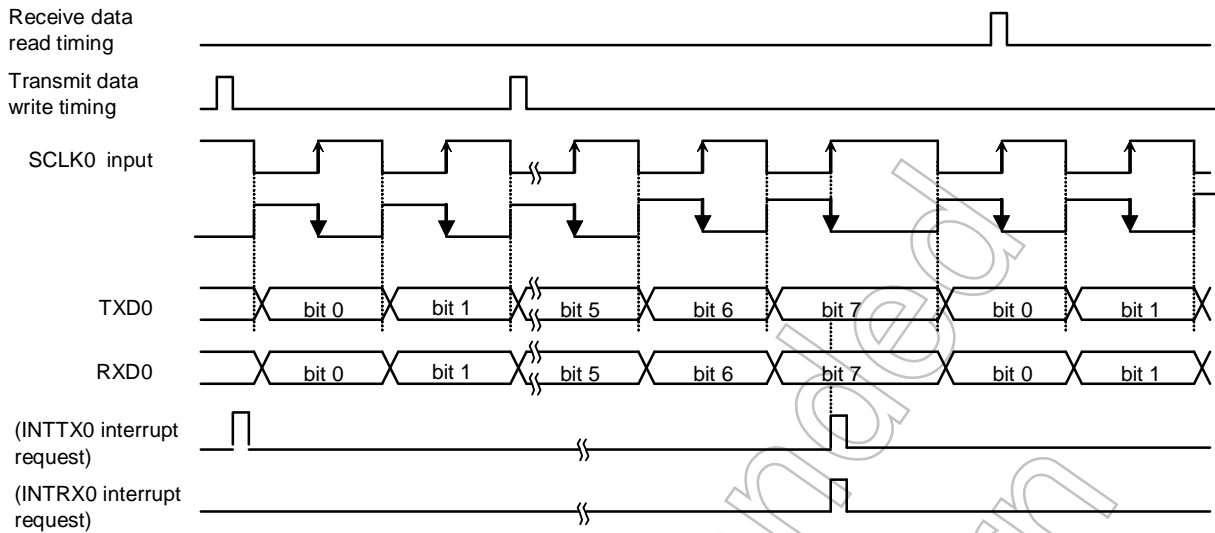 Receive data
read timing
Transmit data
write timing
SCLK0 input
TXD0 bit 0 bit 1 bit 5 bit 6 bit 7 bit 0 bit 1
RXD0 bit 0 bit 1 bit 5 bit 6 bit 7 bit 0 bit 1
(INTTX0 interrupt
request)
(INTRX0 interrupt
request)